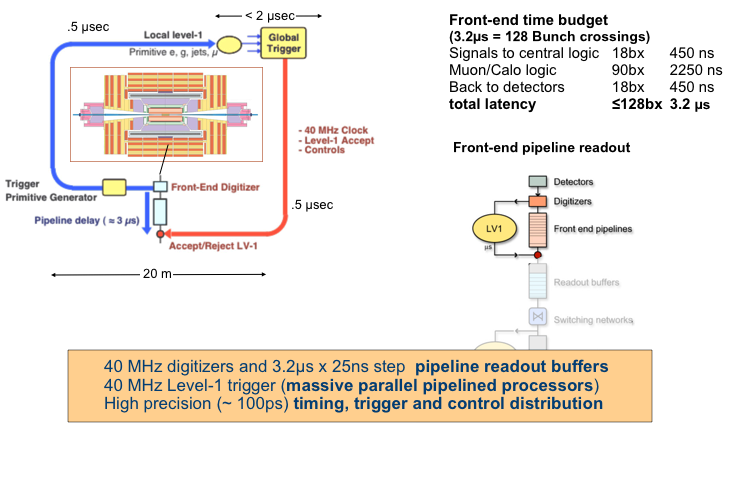 .5 μsec
< 2 μsec
Local level-1
Primitive e, g, jets, μ
Global
Trigger
- 40 MHz Clock
- Level-1 Accept
- Controls
Trigger
Primitive Generator
Front-End Digitizer
Pipeline delay ( ≈ 3 μs)
.5 μsec
Accept/Reject LV-1
20 m
Front-end time budget
(3.2μs = 128 Bunch crossings)
Signals to central logic 18bx 450 ns
Muon/Calo logic 90bx 2250 ns
Back to detectors 18bx 450 ns
total latency ≤128bx 3.2 μs
Front-end pipeline readout
Detectors
Digitizers
LV1
μs
Front end pipelines
Readout buffers
Switching networks
40 MHz digitizers and 3.2μs x 25ns step pipeline readout buffers
40 MHz Level-1 trigger (massive parallel pipelined processors)
High precision (~ 100ps) timing, trigger and control distribution